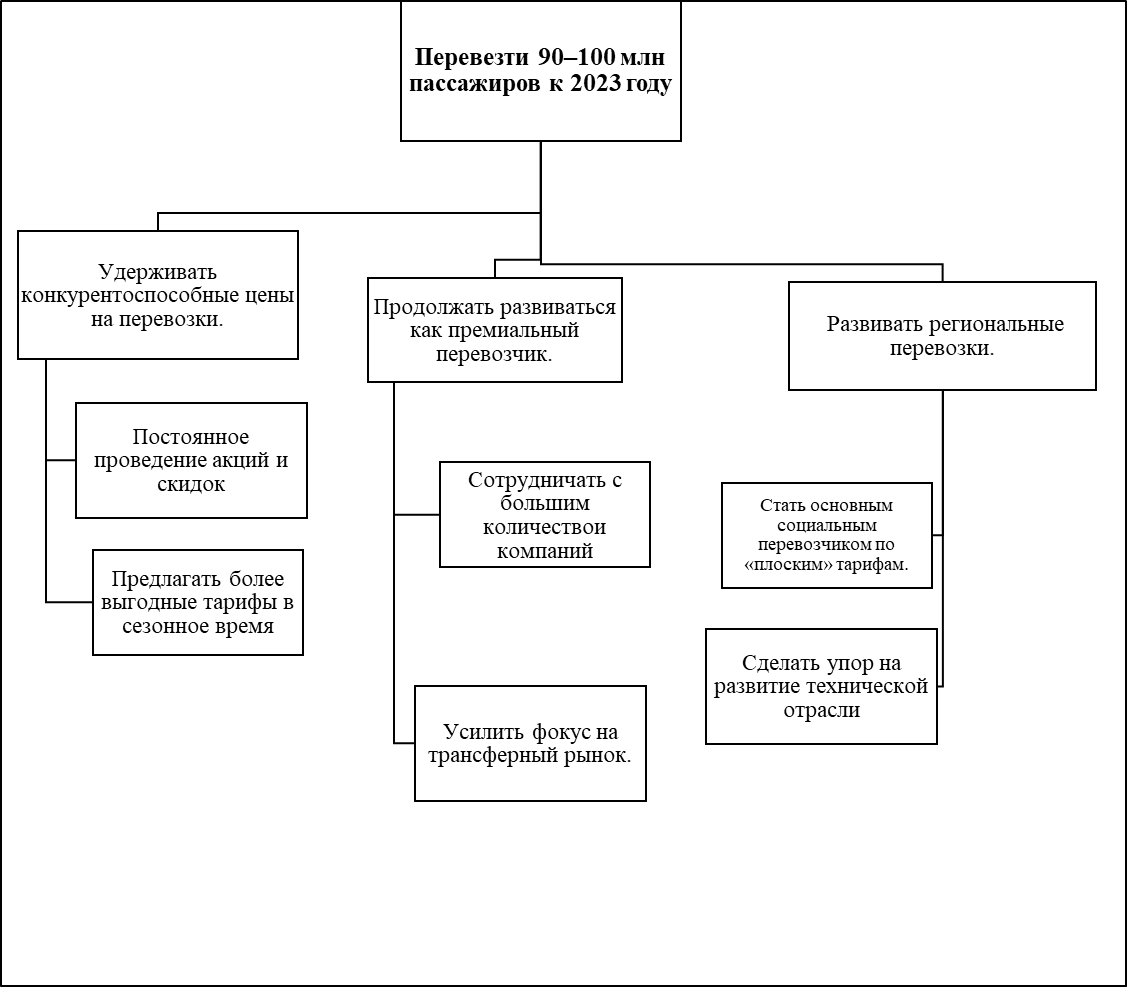 Перевезти 90–100 млн
пассажиров к 2023 году
Удерживать
конкурентоспособные цены
на перевозки.
Постоянное
проведение акций и
скидок
Предлагать более
выгодные тарифы в
сезонное время
Продолжать развиваться
как премиальный
перевозчик.
Сотрудничать с
большим
количествои
компаний
Усилить фокус на
трансферный рынок.
Развивать региональные
перевозки.
Стать основным
социальным
перевозчиком по
«плоским» тарифам.
Сделать упор на
развитие технической
отрасли